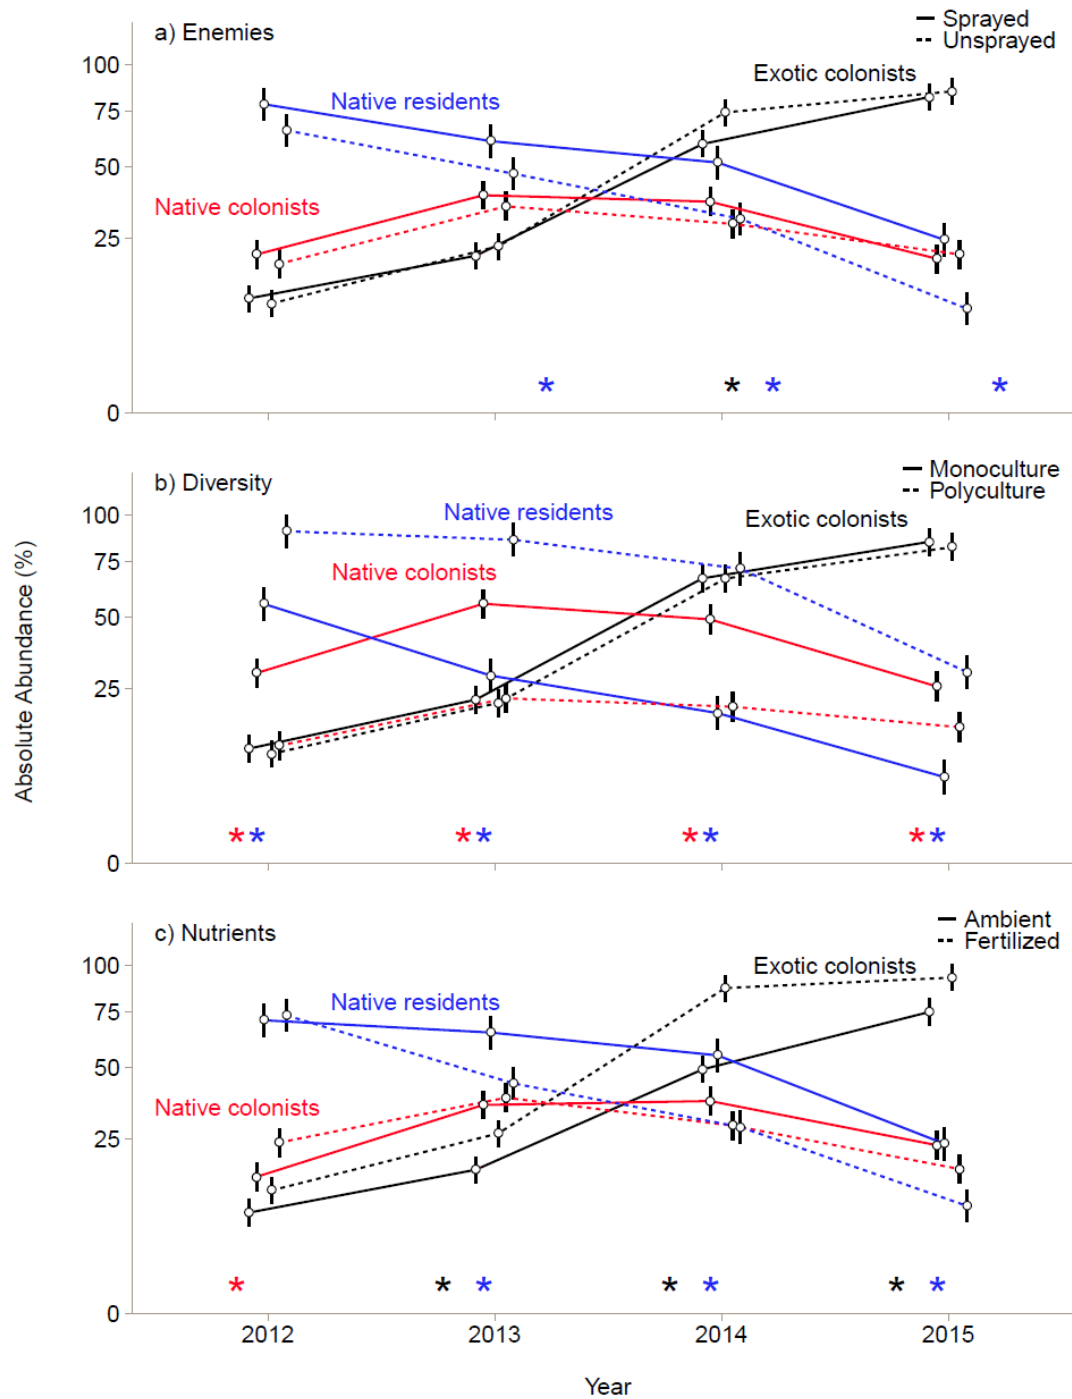 a) Enemies
Sprayed
Unsprayed
Exotic colonists
Native residents
Native colonists
100
75
50
25
0
* * * *
b) Diversity
Monoculture
Polyculture
Native residents
Exotic colonists
Native colonists
100
75
50
25
0
* * * * * * * *
Absolute Abundance (%)
c) Nutrients
Ambient
Fertilized
Exotic colonists
Native residents
Native colonists
100
75
50
25
0
* * * * * * *
2012 2013 2014 2015
Year